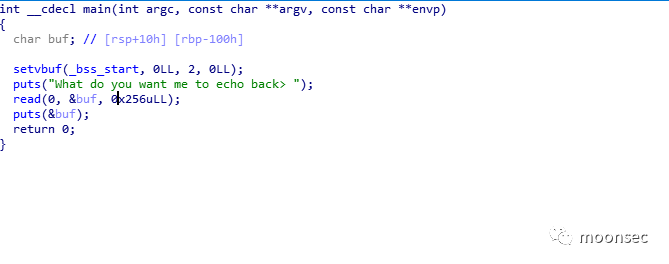 int __cdecl main(int argc, const char **argv, const char **envp)
{
  char buf; // [rsp+10h] [rbp-100h]

  setvbuf(_bss_start, 0LL, 2, 0LL);
  puts("What do you want me to echo back> ");
  read(0, &buf, 0x256uLL);
  puts(&buf);
  return 0;
}
moonsec